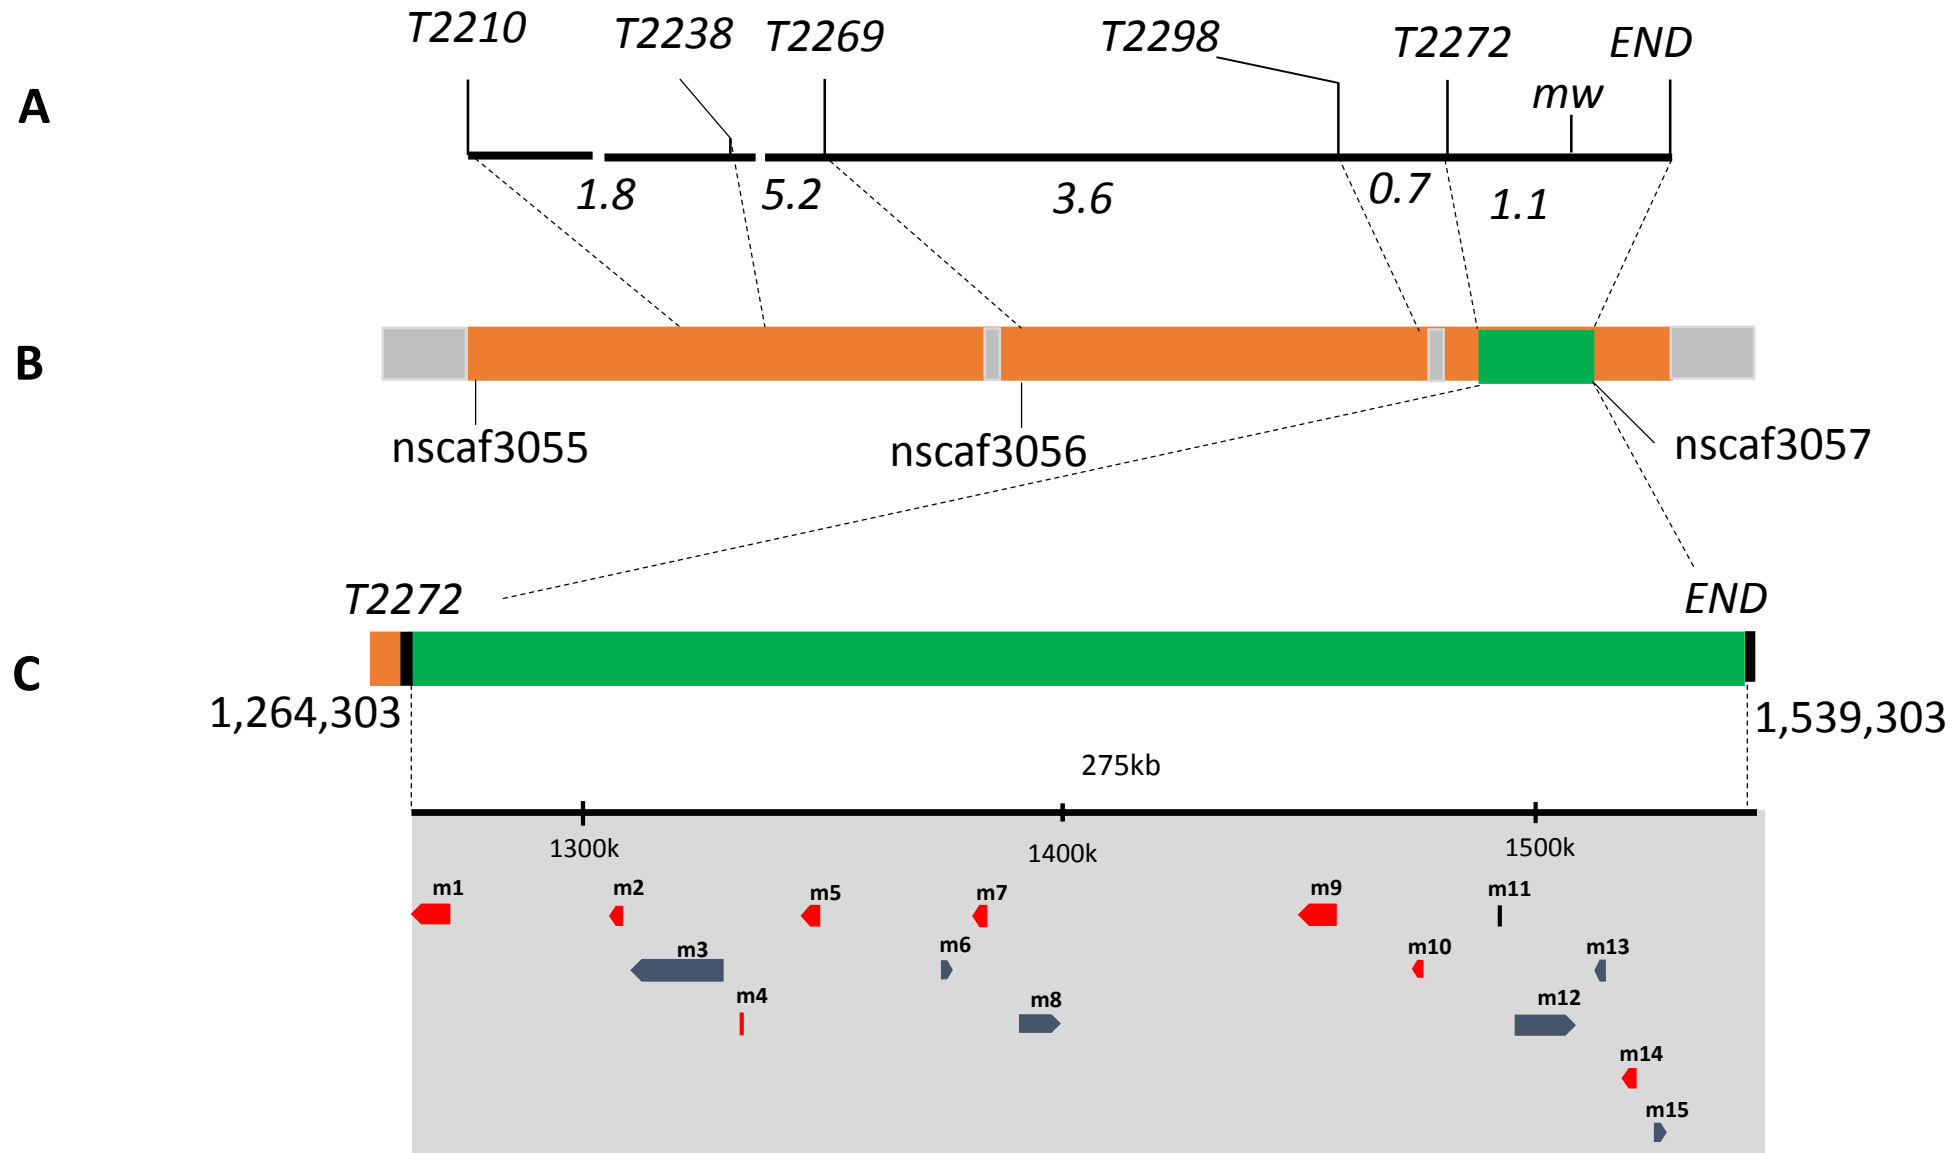 T2210 T2238 T2269 T2298 T2272 END
A
mw
1.8 5.2 3.6 0.7 1.1
B
nscaf3055 nscaf3056 nscaf3057
T2272 END
C
1,264,303 1,539,303
275kb
1300k 1400k 1500k
m1 m2 m5 m7 m9 m11
m3 m6 m10 m13
m4 m8 m12
m14
m15